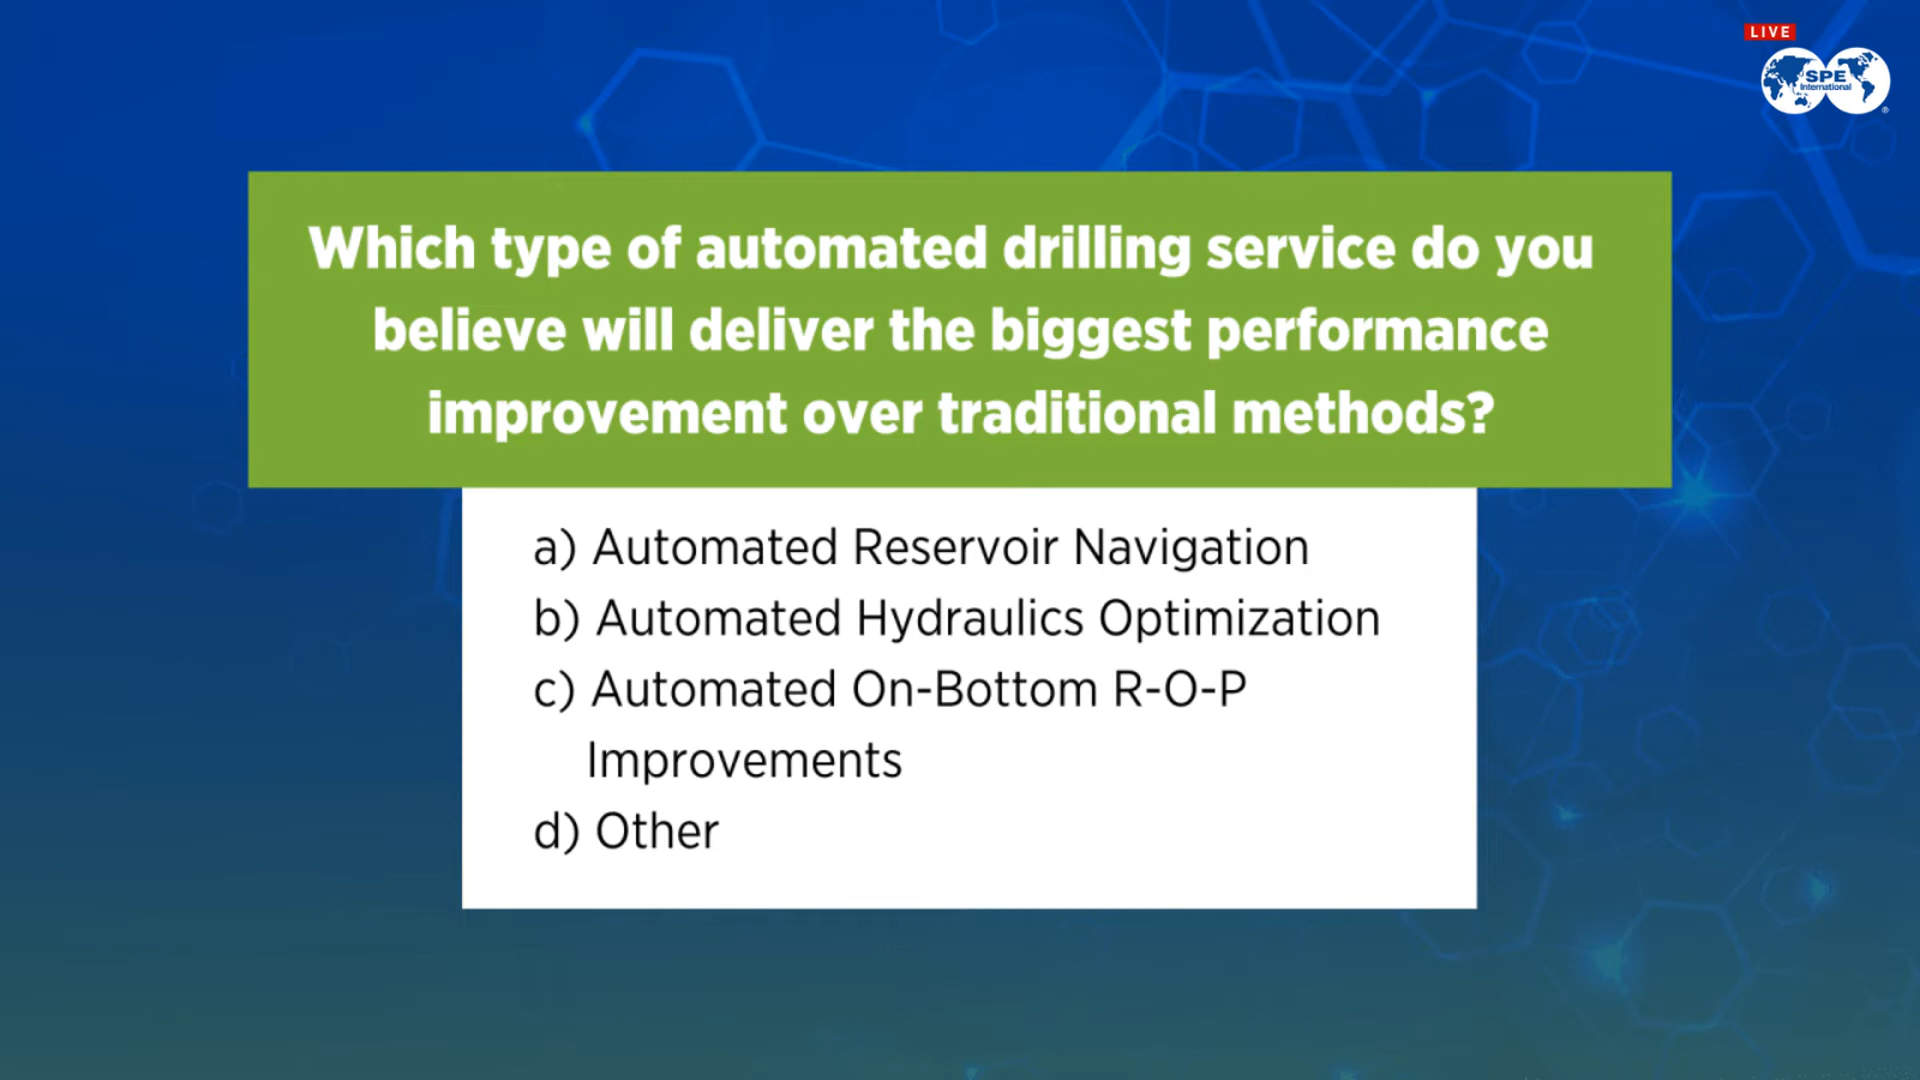 LIVE
SPE
International
Which type of automated drilling service do you
believe will deliver the biggest performance
improvement over traditional methods?
a) Automated Reservoir Navigation
b) Automated Hydraulics Optimization
c) Automated On-Bottom R-O-P
Improvements
d) Other